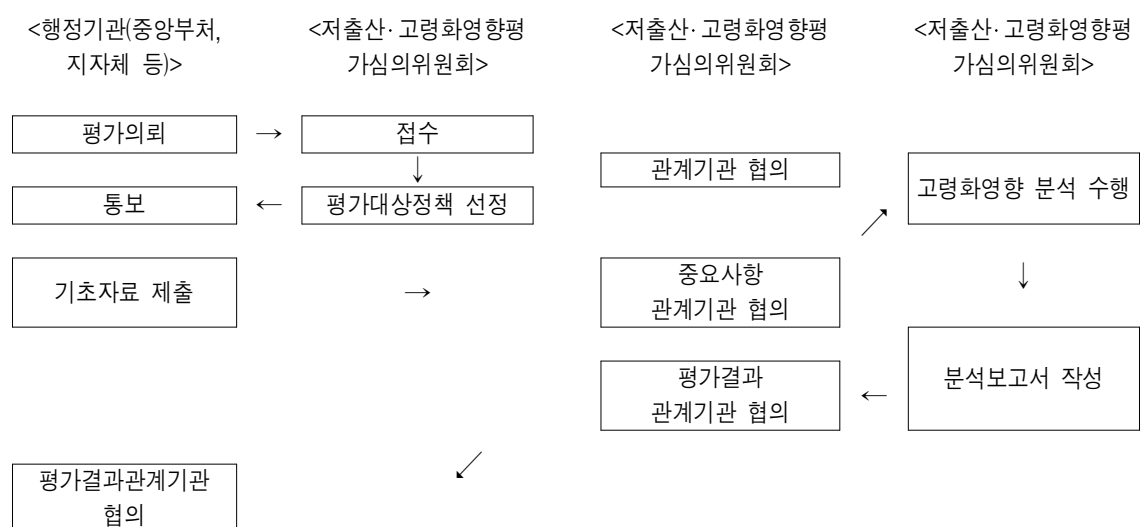 <행정기관(중앙부처,
지자체 등)>
<저출산·고령화영향평
가심의위원회>
<저출산·고령화영향평
가심의위원회>
<저출산·고령화영향평
가심의위원회>
평가의뢰
→
접수
↓
통보
←
평가대상정책 선정
기초자료 제출
→
관계기관 협의
↗
고령화영향 분석 수행
중요사항
관계기관 협의
↓
평가결과
관계기관 협의
←
분석보고서 작성
↙
평가결과관계기관
협의